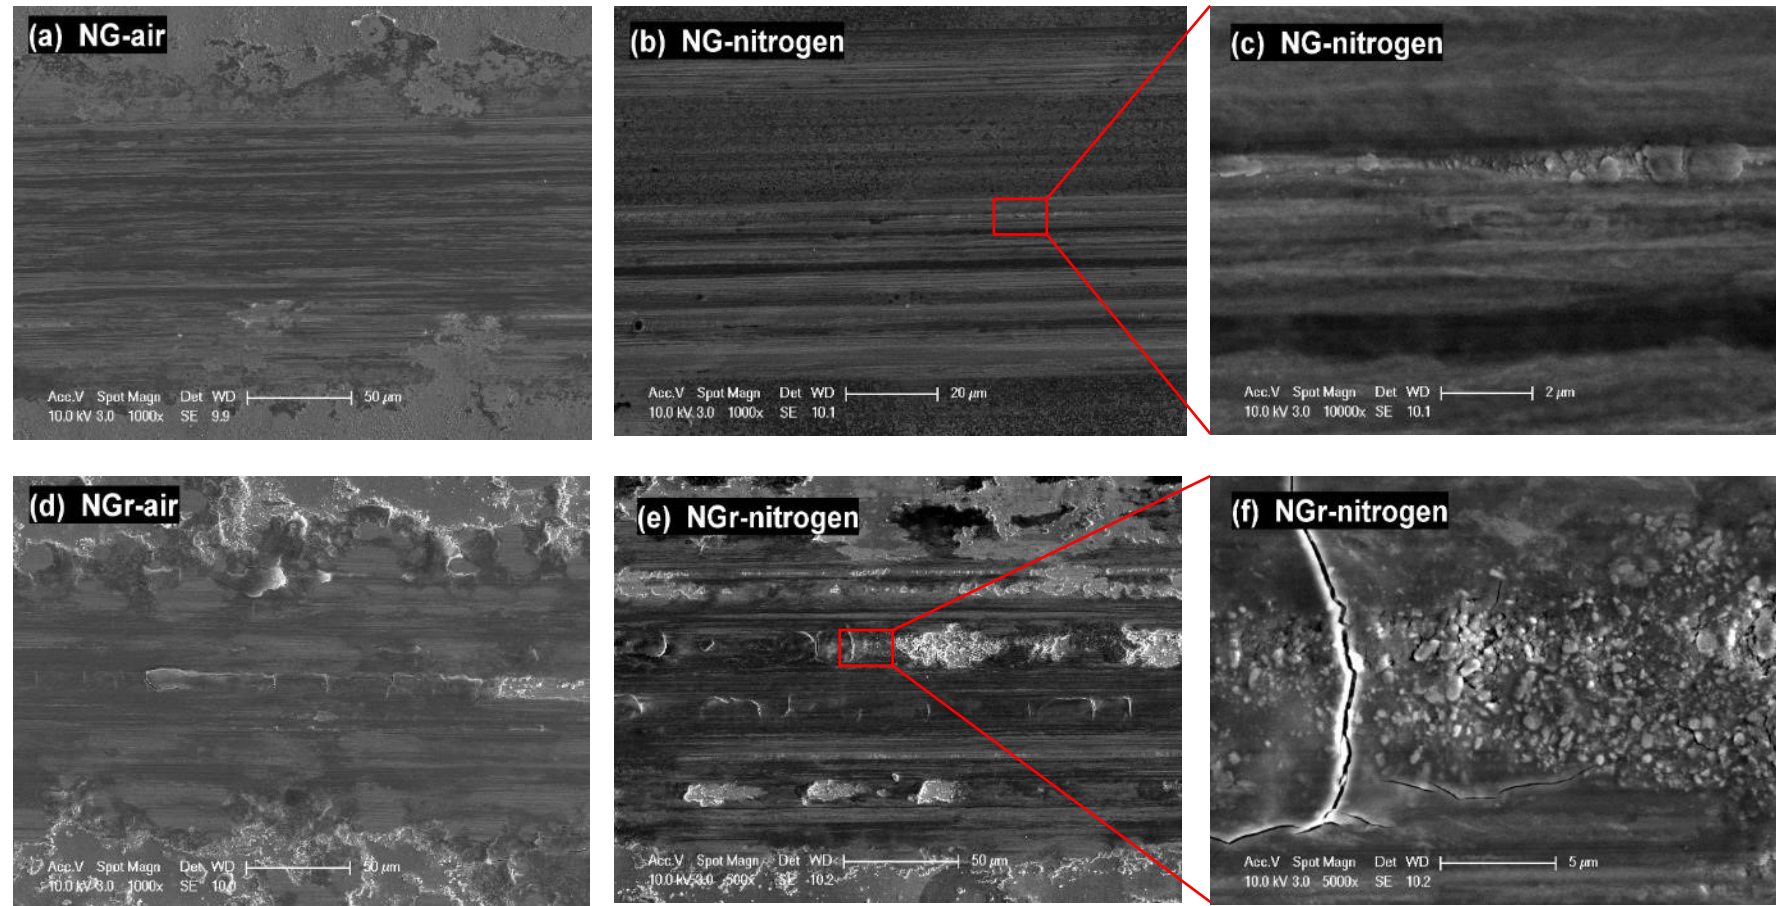 (a) NG-air
Acc.V Spot Magn Det WD 50 μm
10.0 kV 3.0 1000x SE 9.9
(b) NG-nitrogen
Acc.V Spot Magn Det WD 20 μm
10.0 kV 3.0 1000x SE 10.1
(c) NG-nitrogen
Acc.V Spot Magn Det WD 2 μm
10.0 kV 3.0 10000x SE 10.1
(d) NGr-air
Acc.V Spot Magn Det WD 50 μm
10.0 kV 3.0 1000x SE 10.0
(e) NGr-nitrogen
Acc.V Spot Magn Det WD 50 μm
10.0 kV 3.0 500x SE 10.2
(f) NGr-nitrogen
Acc.V Spot Magn Det WD 5 μm
10.0 kV 3.0 5000x SE 10.2